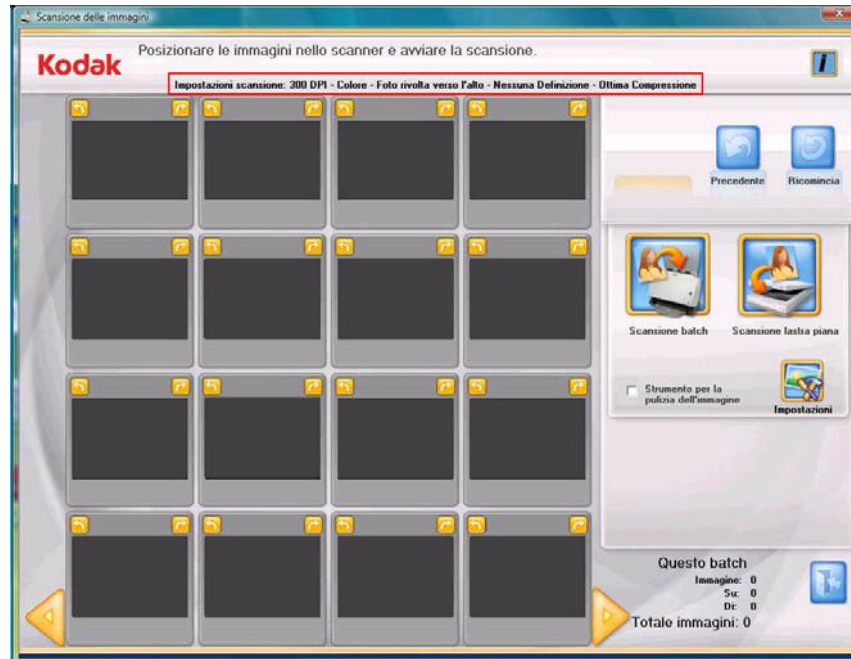 Scansione delle immagini
Kodak
Posizionare le immagini nello scanner e avviare la scansione.
Impostazioni scansione: 300 DPI - Colore - Foto rivolta verso l'alto - Nessuna Definizione - Ottima Compressione
i
Precedente
Ricomincia
Scansione batch
Scansione lastra piana
Strumento per la
pulizia dell'immagine
Impostazioni
Questo batch
Immagine: 0
Su: 0
Di: 0
Totale immagini: 0